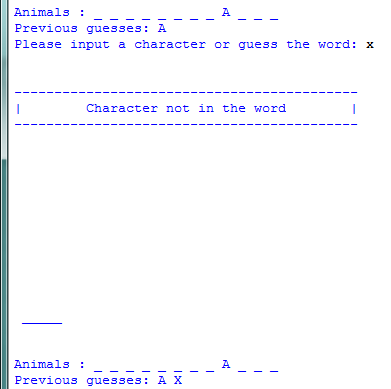 Animals : _ _ _ _ _ _ _ _ A _ _ _
Previous guesses: A
Please input a character or guess the word: x
-------------------------------------------
|        Character not in the word        |
-------------------------------------------
_____
Animals : _ _ _ _ _ _ _ _ A _ _ _
Previous guesses: A X